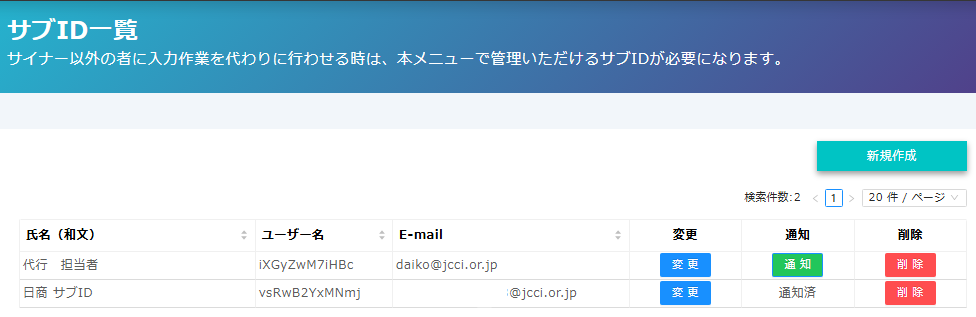 サブID一覧
サイナー以外の者に入力作業を代わりに行わせる時は、本メニューで管理いただけるサブIDが必要になります。
新規作成
検索件数:2 < 1 > 20 件 / ページ
氏名（和文） ユーザー名 E-mail 変更 通知 削除
代行　担当者 iXGyZwM7iHBc daiko@jcci.or.jp 変 更 通 知 削 除
日商 サブID vsRwB2YxMNmj @jcci.or.jp 変 更 通知済 削 除